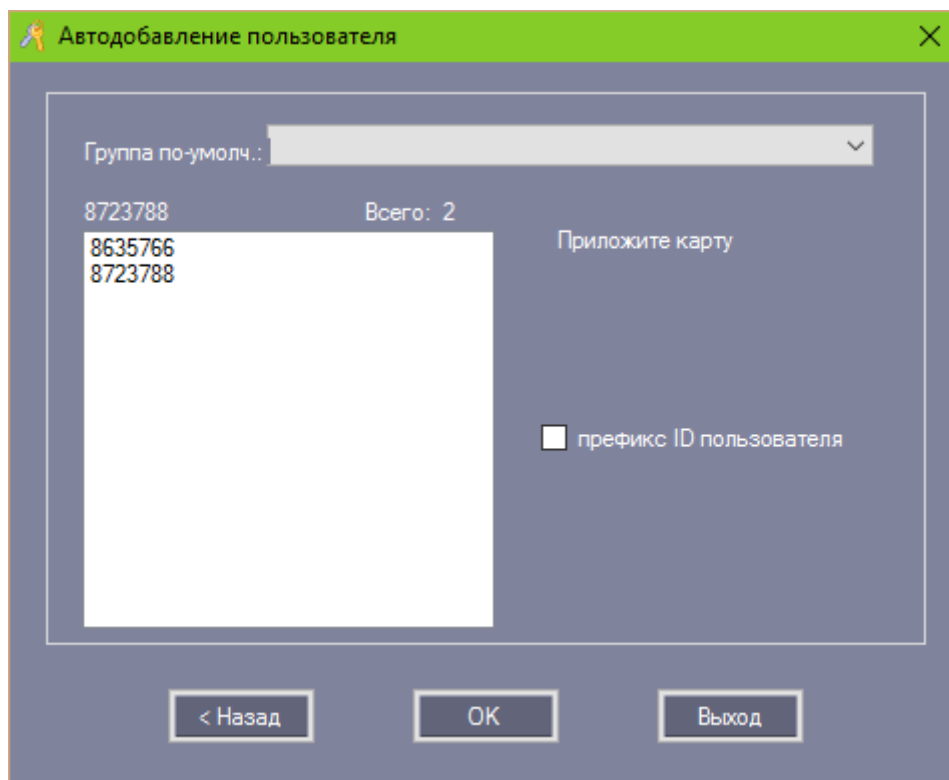 Автодобавление пользователя
Группа по-умолч.:
8723788 Всего: 2
8635766
8723788
Приложите карту
префикс ID пользователя
< Назад
OK
Выход